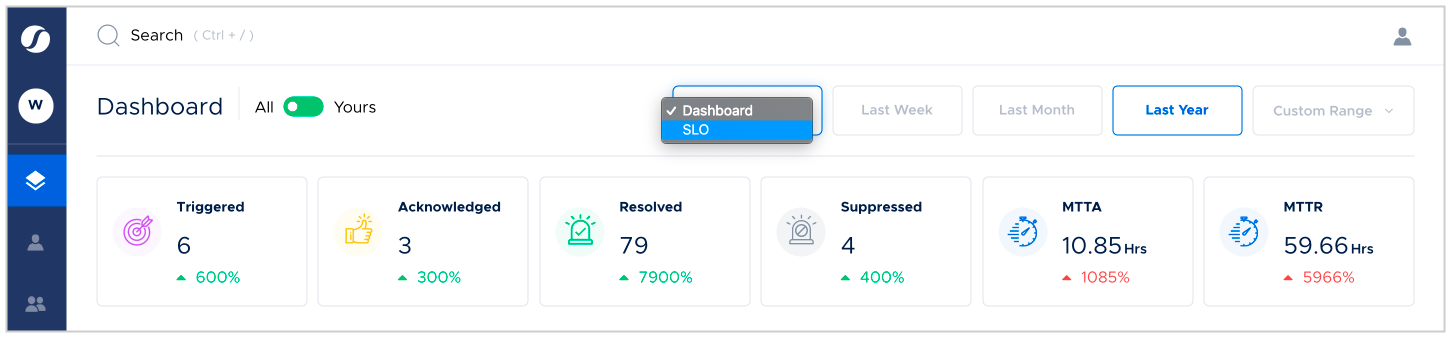 Search ( Ctrl + / )
W
Dashboard All Yours
✓ Dashboard
SLO
Last Week Last Month Last Year Custom Range
Triggered
6
600%
Acknowledged
3
300%
Resolved
79
7900%
Suppressed
4
400%
MTTA
10.85 Hrs
1085%
MTTR
59.66 Hrs
5966%